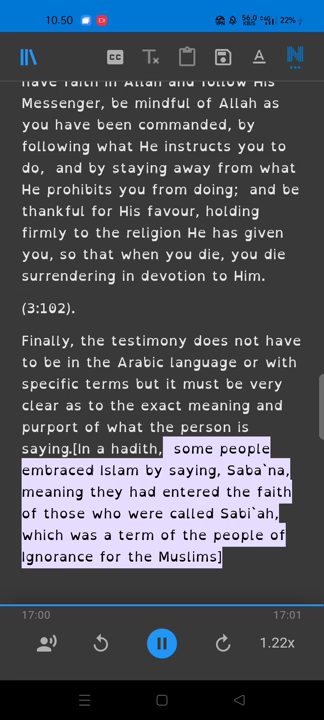 10.50
56.0
KB/S
22%
CC
have faith in Allah and follow His
Messenger, be mindful of Allah as
you have been commanded, by
following what He instructs you to
do, and by staying away from what
He prohibits you from doing; and be
thankful for His favour, holding
firmly to the religion He has given
you, so that when you die, you die
surrendering in devotion to Him.
(3:102).
Finally, the testimony does not have
to be in the Arabic language or with
specific terms but it must be very
clear as to the exact meaning and
purport of what the person is
saying.[In a hadith, some people
embraced Islam by saying, Saba`na,
meaning they had entered the faith
of those who were called Sabi`ah,
which was a term of the people of
Ignorance for the Muslims]
17:00
17:01
1.22x